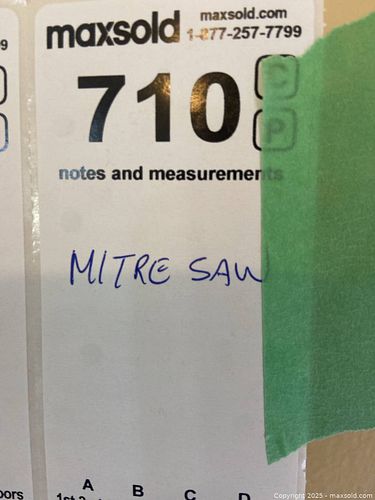 maxsold maxsold.com
1-877-257-7799
710 C
P
notes and measurements
MITRE SAW
A B C D
Copyright 2025 - maxsold.com